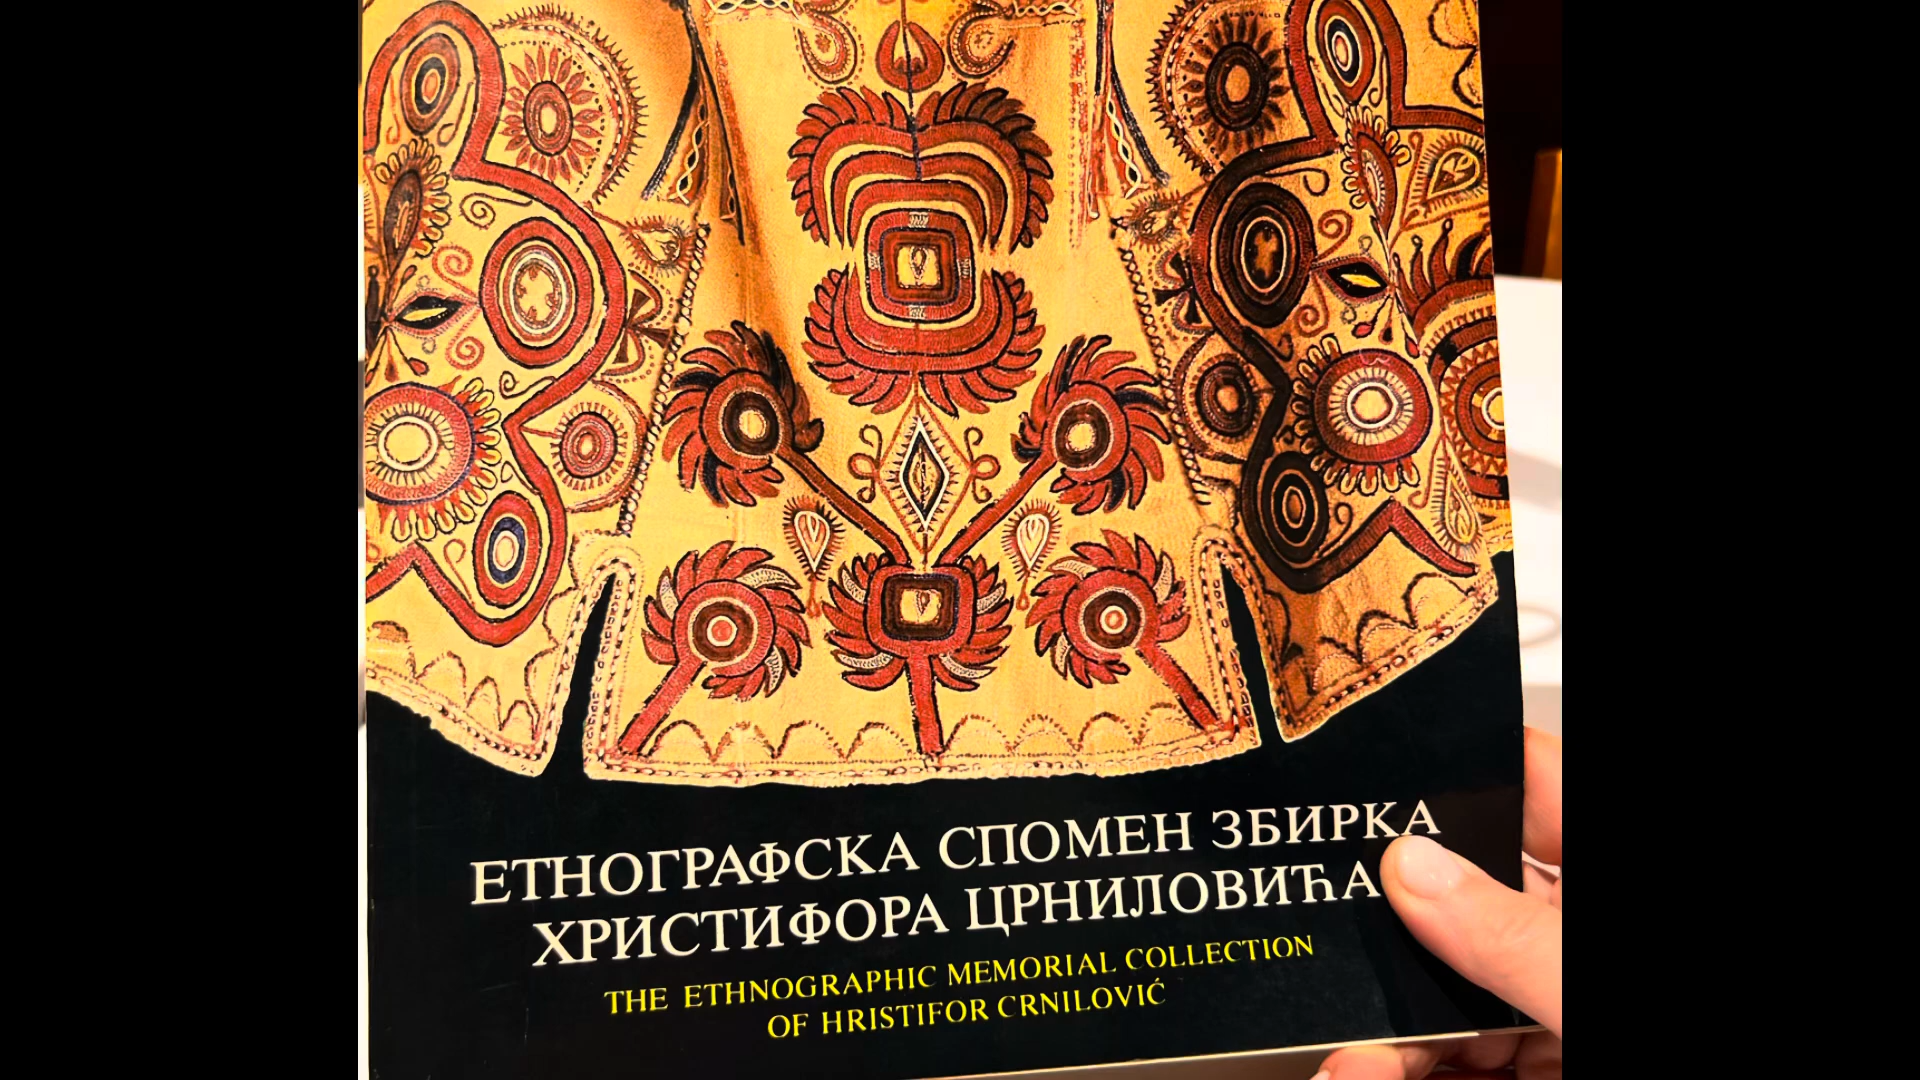 ЕТНОГРАФСКА СПОМЕН ЗБИРКА
ХРИСТИФОРА ЦРНИЛОВИЋА
THE ETHNOGRAPHIC MEMORIAL COLLECTION
OF HRISTIFOR CRNILOVIĆ